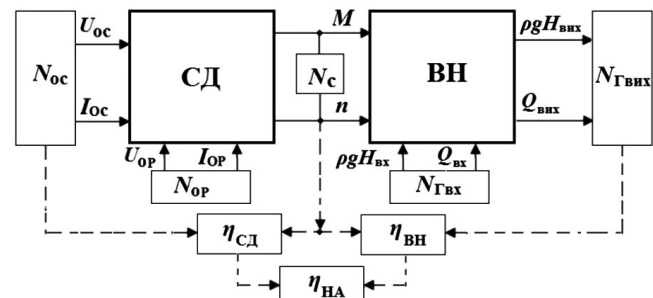 U_ОС M ρgH_вих
N_ОС СД N_С ВН N_Гвих
I_ОС n Q_вих
U_ОР I_ОР ρgH_вх Q_вх
N_ОР N_Гвх
η_СД η_ВН
η_НА